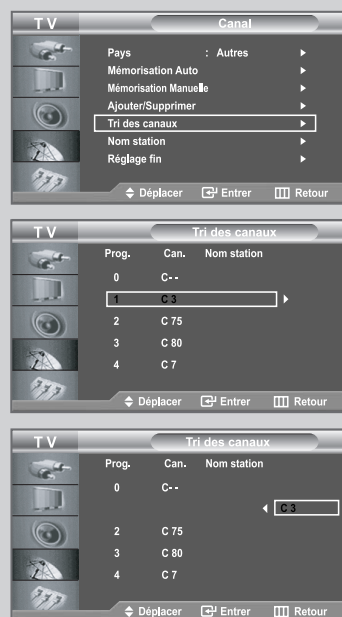 TV Canal
Pays : Autres
Mémorisation Auto
Mémorisation Manuelle
Ajouter/Supprimer
Tri des canaux
Nom station
Réglage fin
Déplacer Entrer Retour
TV Tri des canaux
Prog. Can. Nom station
0 C--
1 C 3
2 C 75
3 C 80
4 C 7
Déplacer Entrer Retour
TV Tri des canaux
Prog. Can. Nom station
0 C--
C 3
2 C 75
3 C 80
4 C 7
Déplacer Entrer Retour